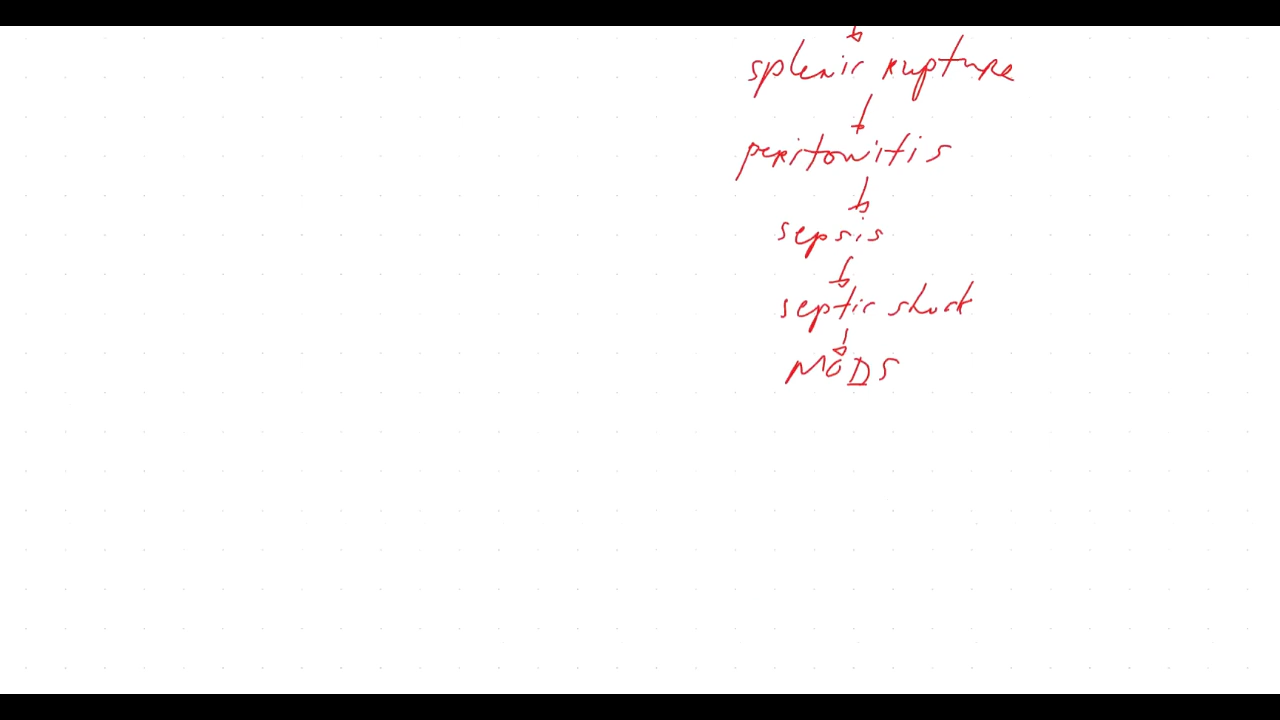 splenic rupture
peritonitis
sepsis
septic shock
MODS